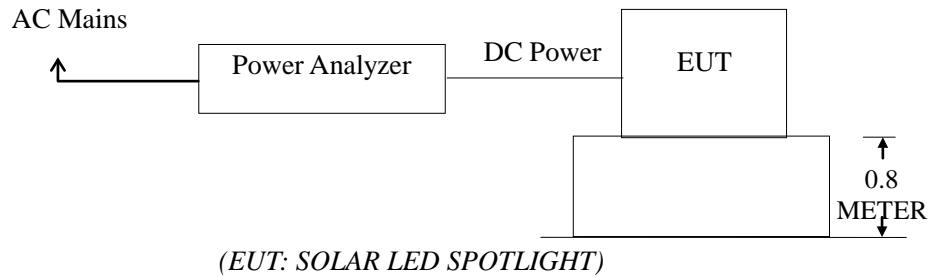 AC Mains
Power Analyzer
DC Power
EUT
0.8
METER
(EUT: SOLAR LED SPOTLIGHT)